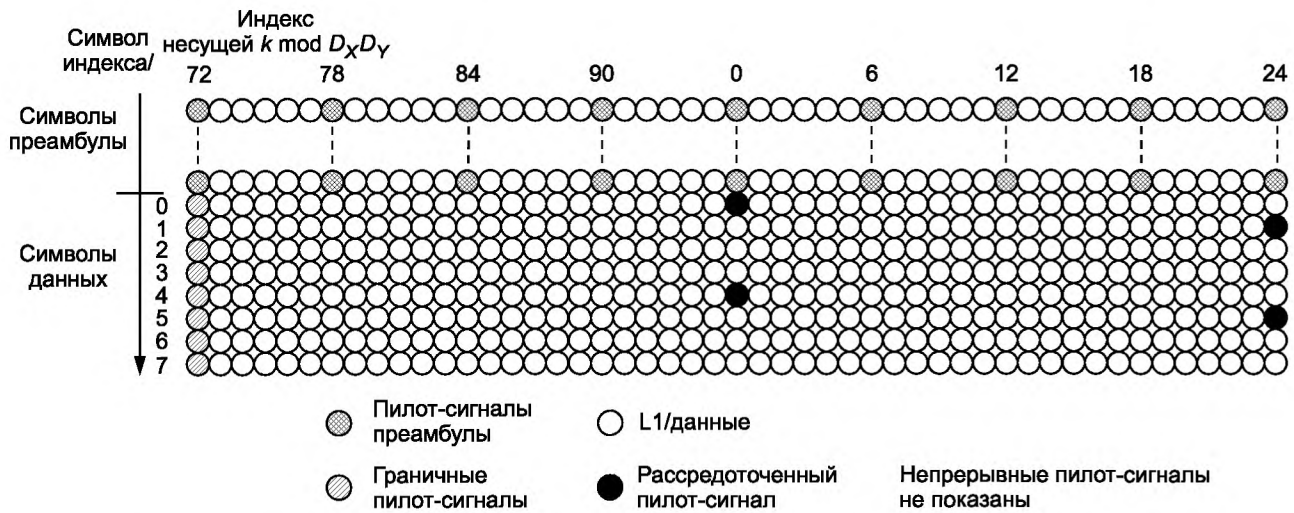 Индекс
Символ несущей k mod DXDY
индекса/ 72 78 84 90 0 6 12 18 24
Символы
преамбулы
0
1
Символы 2
данных 3
4
5
6
7
Пилот-сигналы
преамбулы
L1/данные
Граничные
пилот-сигналы
Рассредоточенный
пилот-сигнал
Непрерывные пилот-сигналы
не показаны